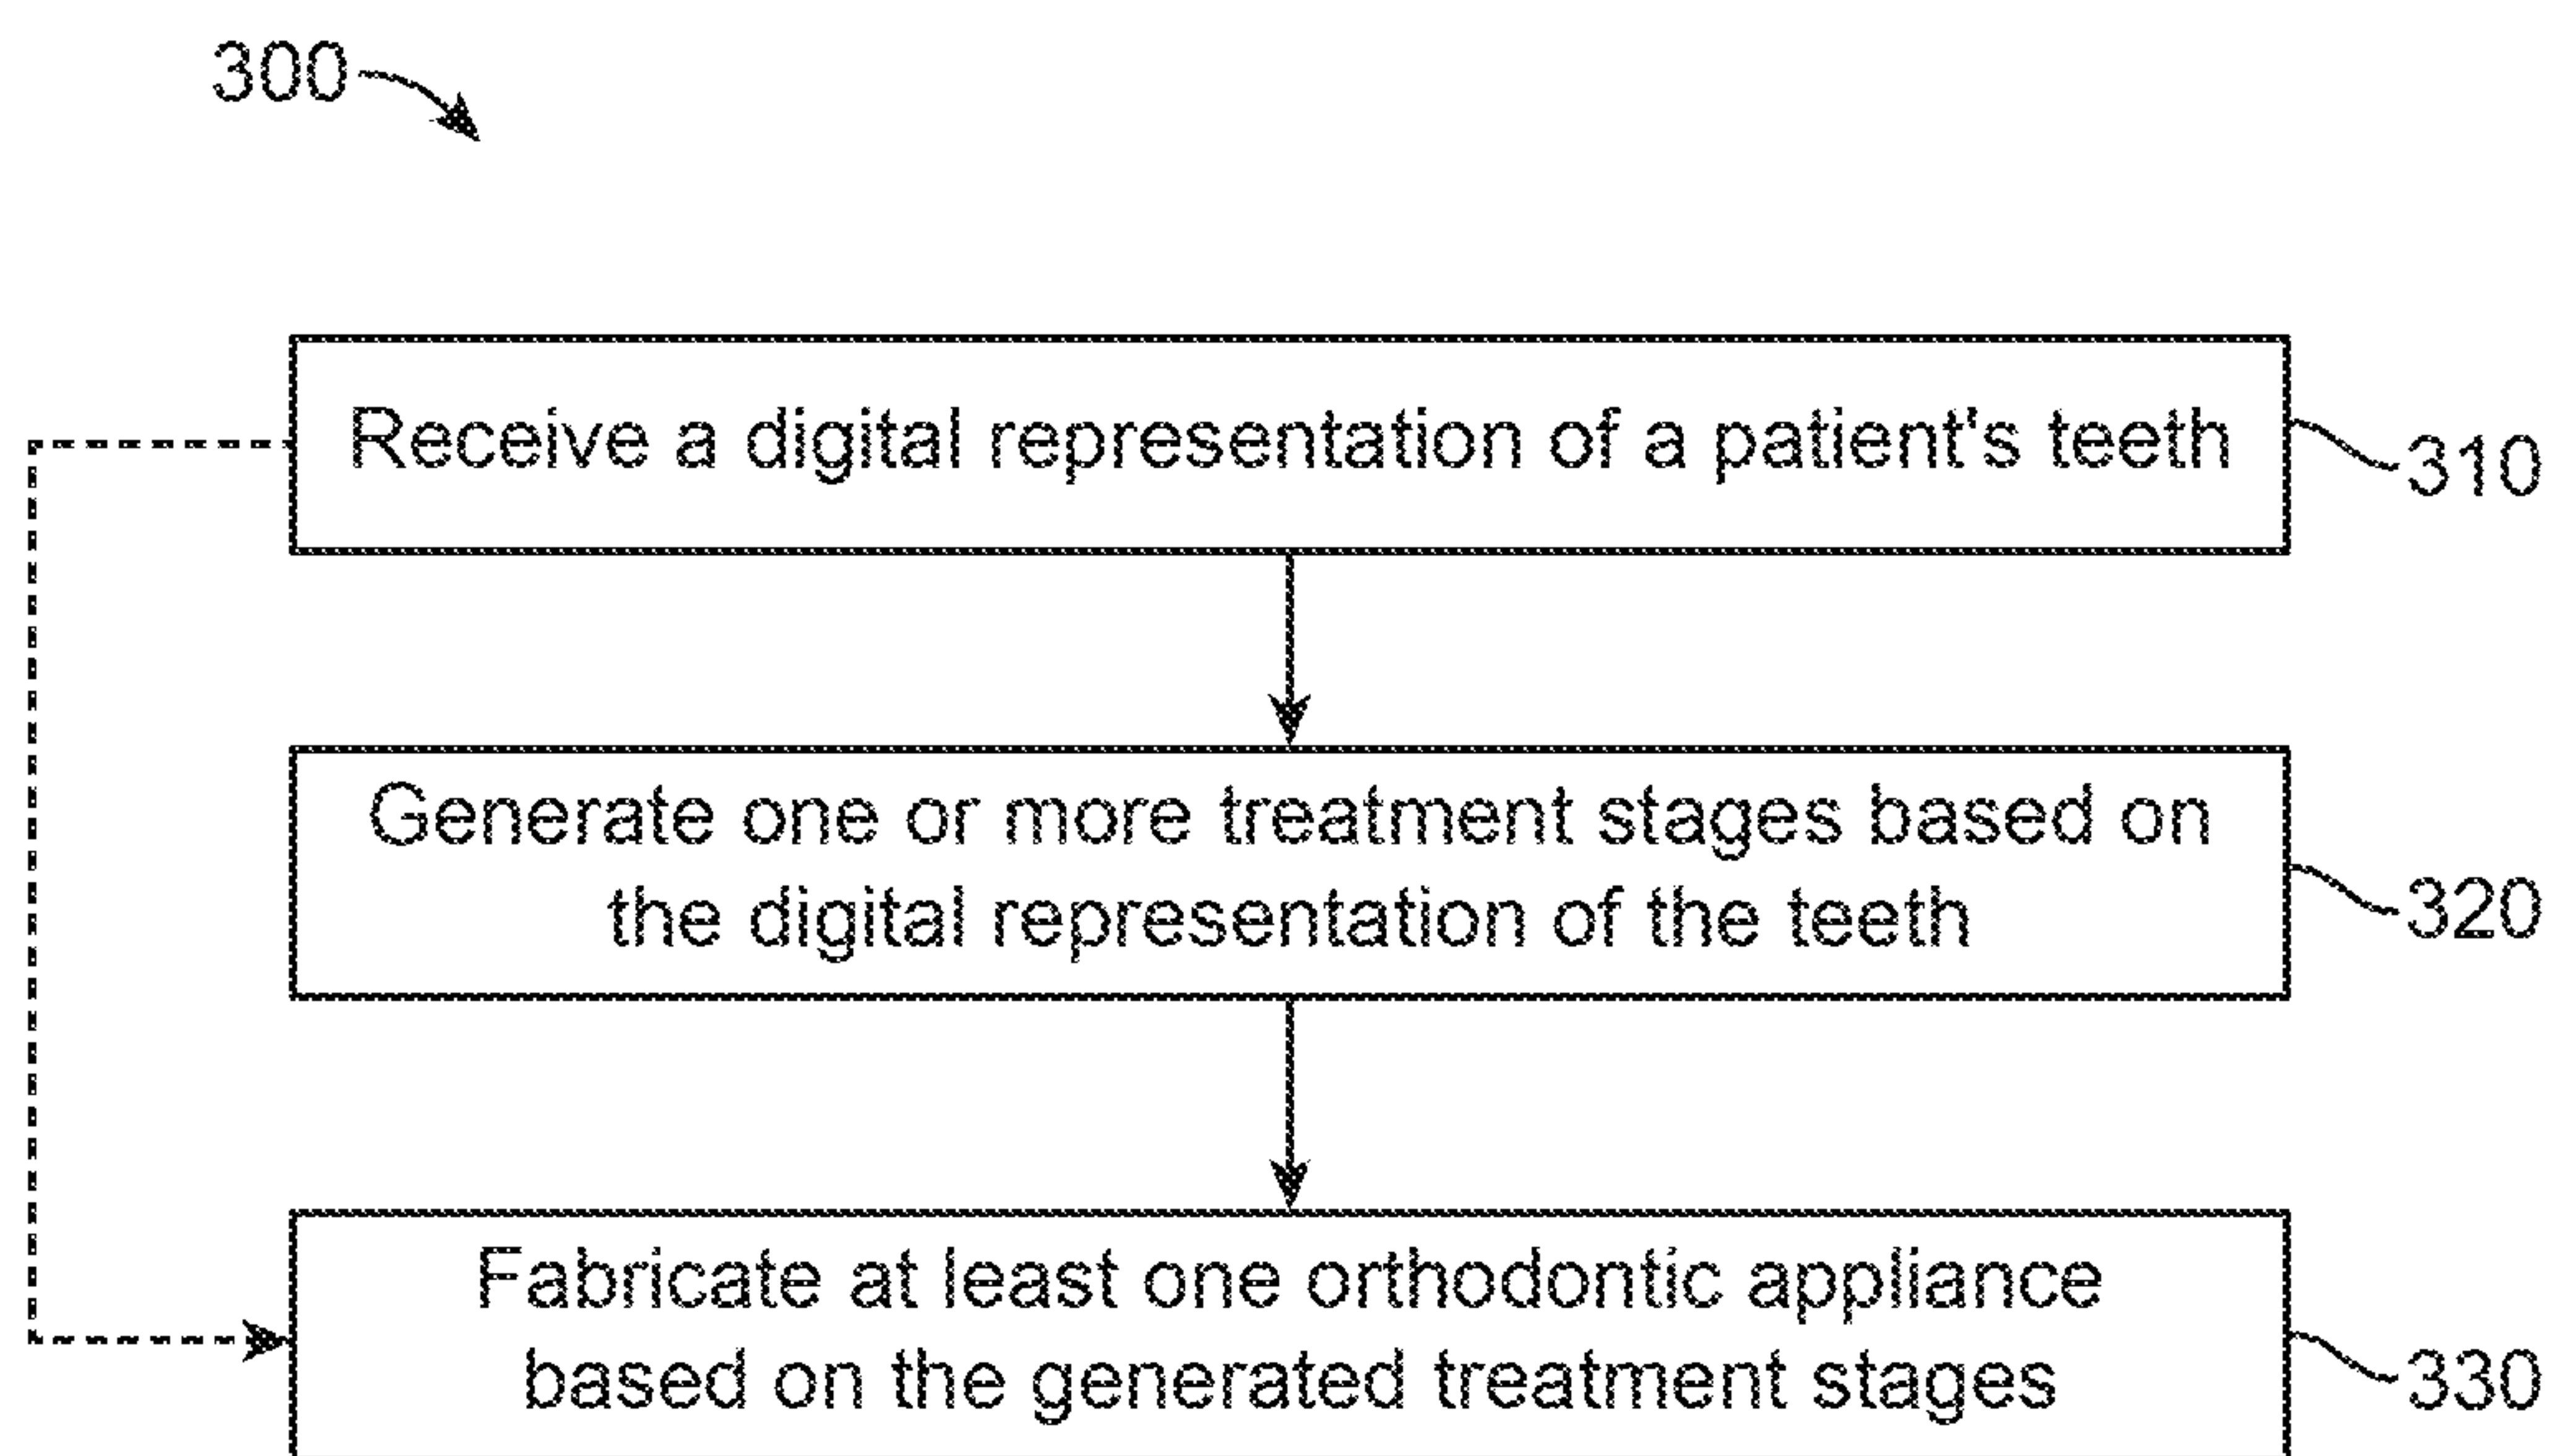 300
Receive a digital representation of a patient's teeth
310
Generate one or more treatment stages based on
the digital representation of the teeth
320
Fabricate at least one orthodontic appliance
based on the generated treatment stages
330